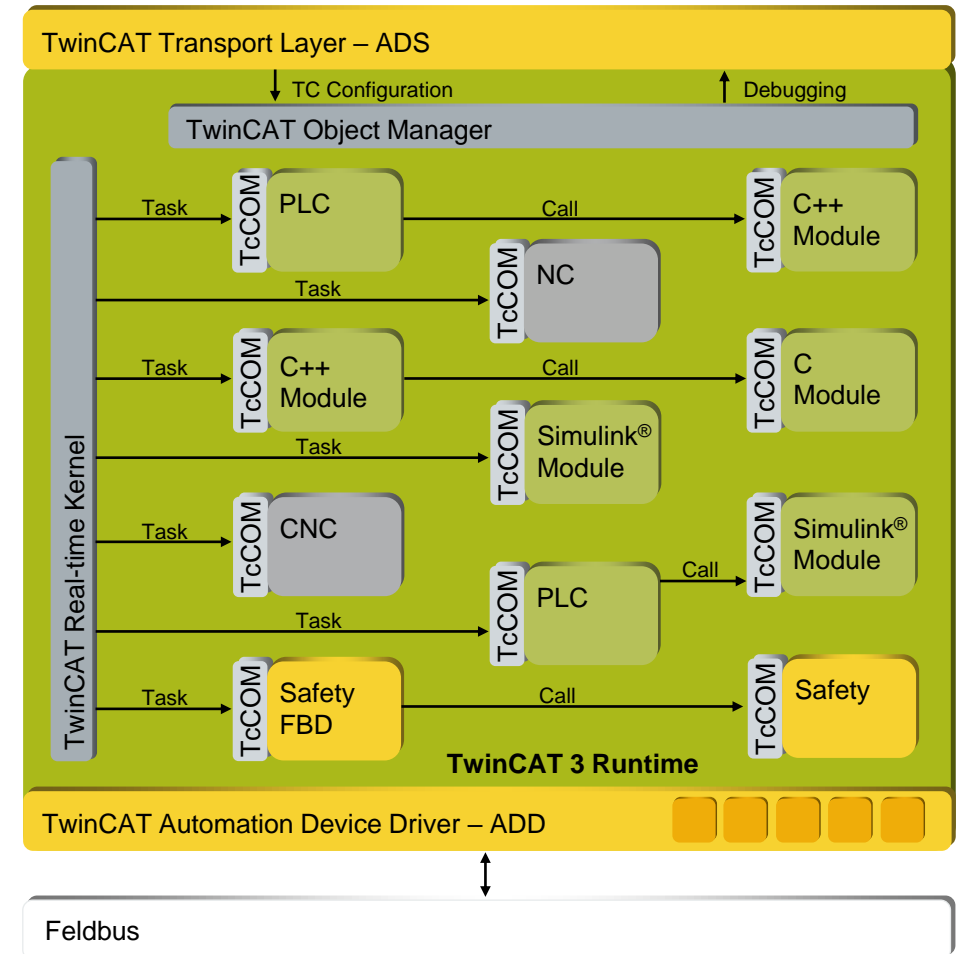 TwinCAT Transport Layer – ADS
TC Configuration
Debugging
TwinCAT Object Manager
TwinCAT Real-time Kernel
Task
TcCOM
PLC
Call
TcCOM
C++
Module
Task
TcCOM
NC
Task
TcCOM
C++
Module
Call
TcCOM
C
Module
Task
TcCOM
Simulink®
Module
Task
TcCOM
CNC
Task
TcCOM
PLC
Call
TcCOM
Simulink®
Module
Task
TcCOM
Safety
FBD
Call
TcCOM
Safety
TwinCAT 3 Runtime
TwinCAT Automation Device Driver – ADD
Feldbus